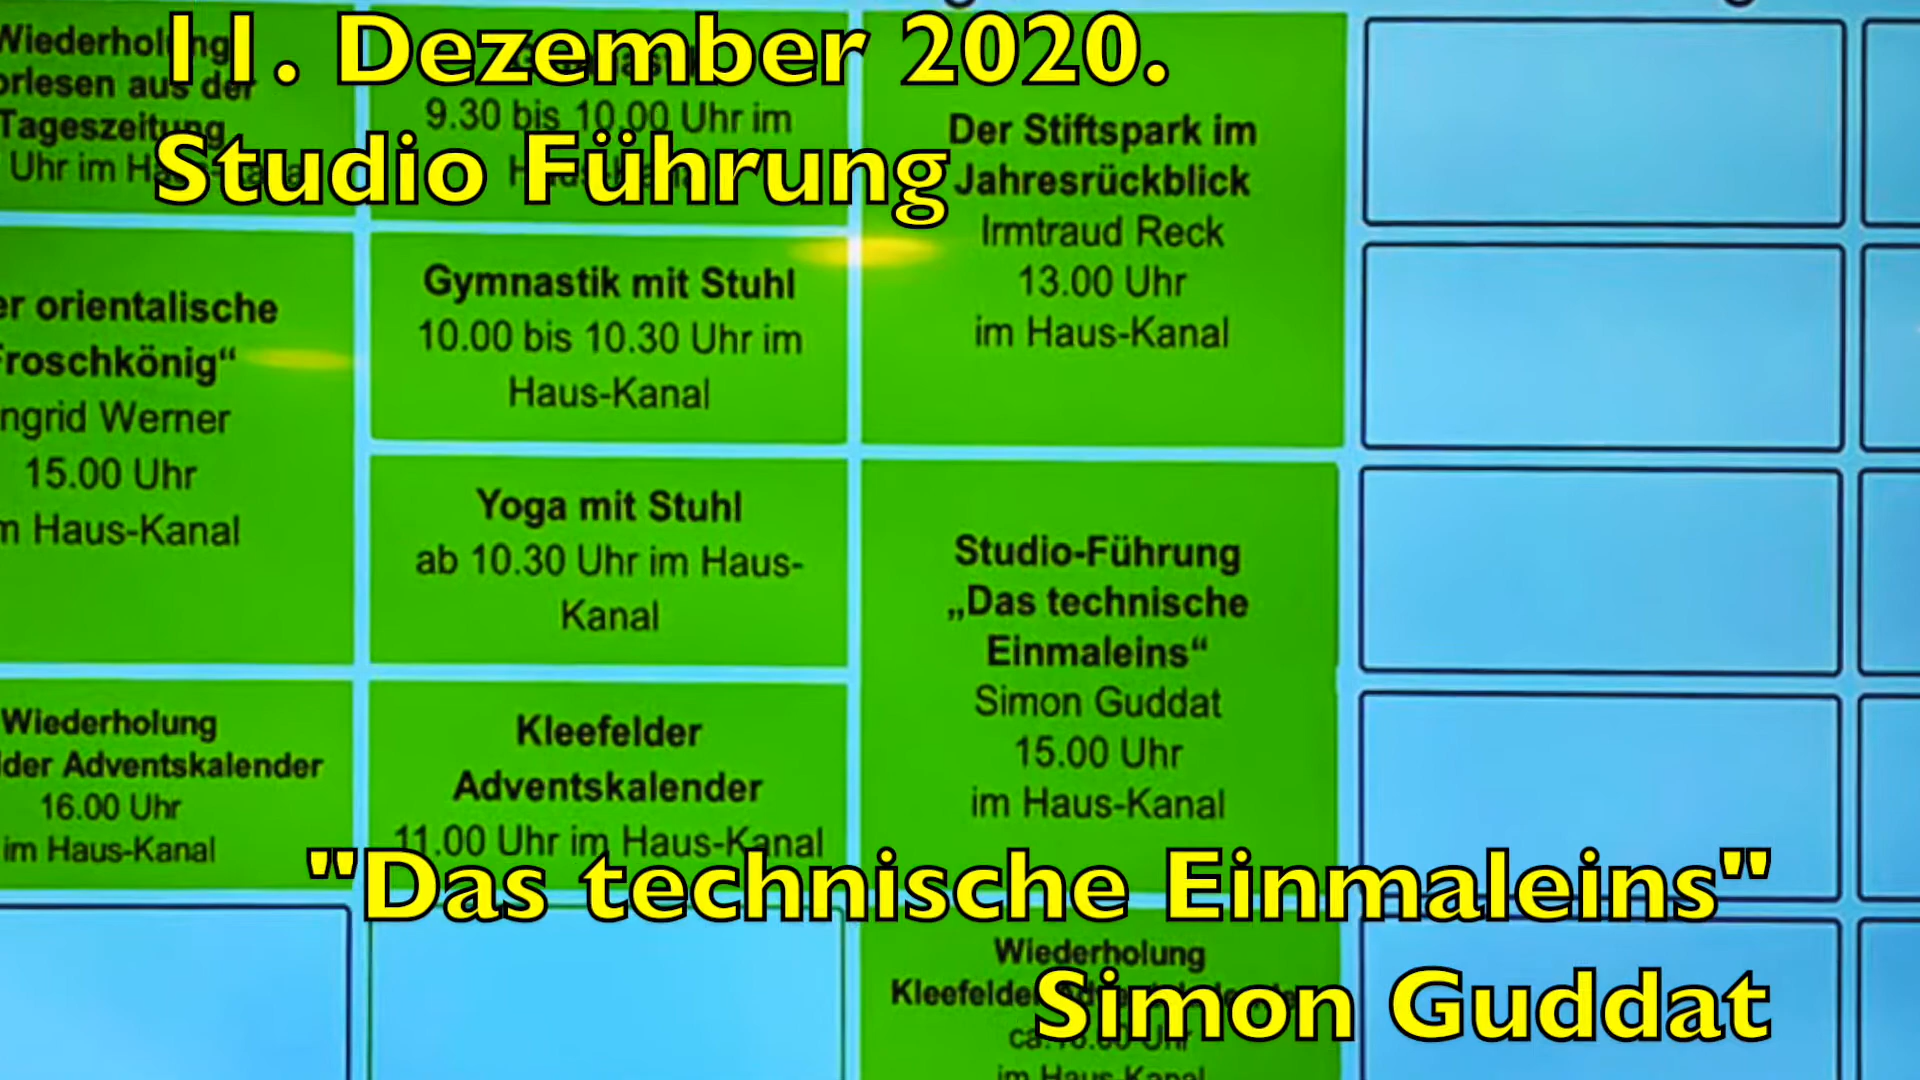 11. Dezember 2020.
Studio Führung
Wiederholung
aus der
Tageszeitung
Uhr im
9.30 bis 10.00 Uhr im
Der Stiftspark im
Jahresrückblick
Irmtraud Reck
13.00 Uhr
im Haus-Kanal
er orientalische
Froschkönig“
ngrid Werner
15.00 Uhr
m Haus-Kanal
Gymnastik mit Stuhl
10.00 bis 10.30 Uhr im
Haus-Kanal
Yoga mit Stuhl
ab 10.30 Uhr im Haus-
Kanal
Studio-Führung
„Das technische
Einmaleins“
Simon Guddat
15.00 Uhr
im Haus-Kanal
Wiederholung
lder Adventskalender
16.00 Uhr
im Haus-Kanal
Kleefelder
Adventskalender
11.00 Uhr im Haus-Kanal
"Das technische Einmaleins"
Simon Guddat
Wiederholung
im Haus-Kanal